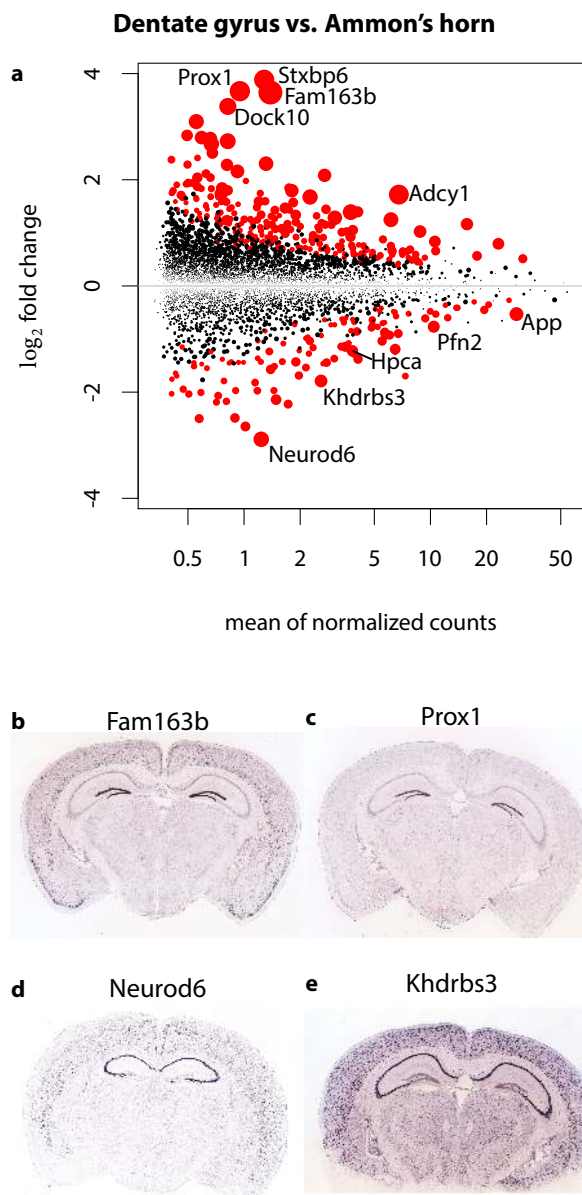 Dentate gyrus vs. Ammon's horn
a
4
2
0
-2
-4
log2 fold change
Prox1
Stxbp6
Fam163b
Dock10
Adcy1
App
Pfn2
Hpca
Khdrbs3
Neurod6
0.5 1 2 5 10 20 50
mean of normalized counts
b Fam163b
c Prox1
d Neurod6
e Khdrbs3